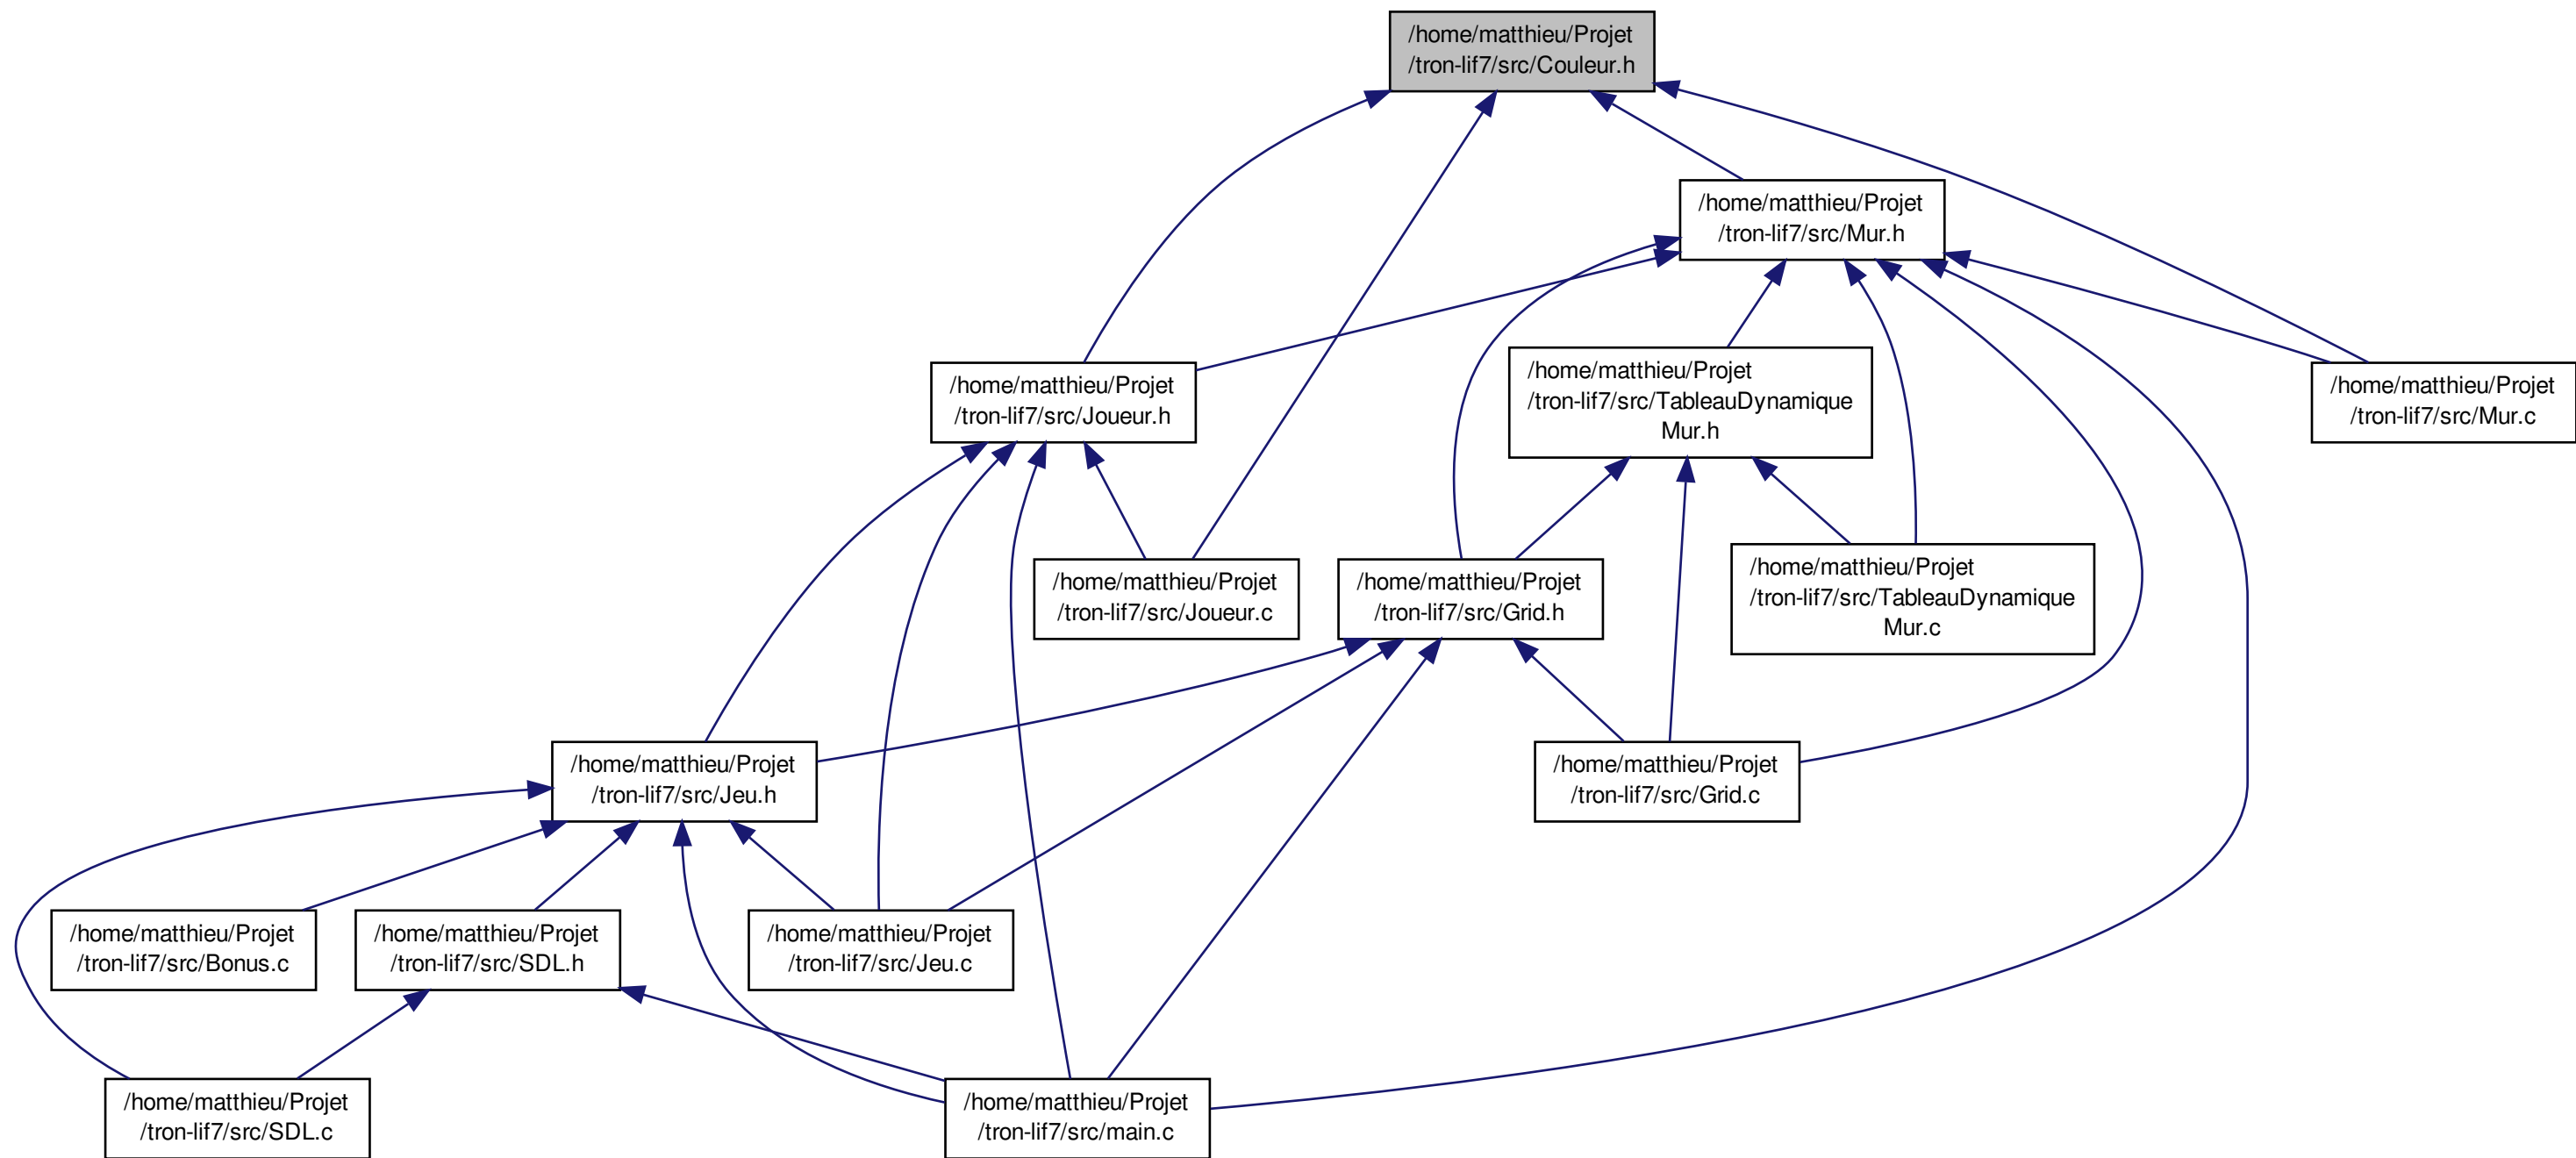 /home/matthieu/Projet
/tron-lif7/src/Couleur.h
/home/matthieu/Projet
/tron-lif7/src/Mur.h
/home/matthieu/Projet
/tron-lif7/src/Joueur.h
/home/matthieu/Projet
/tron-lif7/src/TableauDynamique
Mur.h
/home/matthieu/Projet
/tron-lif7/src/Mur.c
/home/matthieu/Projet
/tron-lif7/src/Joueur.c
/home/matthieu/Projet
/tron-lif7/src/Grid.h
/home/matthieu/Projet
/tron-lif7/src/TableauDynamique
Mur.c
/home/matthieu/Projet
/tron-lif7/src/Jeu.h
/home/matthieu/Projet
/tron-lif7/src/Grid.c
/home/matthieu/Projet
/tron-lif7/src/Bonus.c
/home/matthieu/Projet
/tron-lif7/src/SDL.h
/home/matthieu/Projet
/tron-lif7/src/Jeu.c
/home/matthieu/Projet
/tron-lif7/src/SDL.c
/home/matthieu/Projet
/tron-lif7/src/main.c